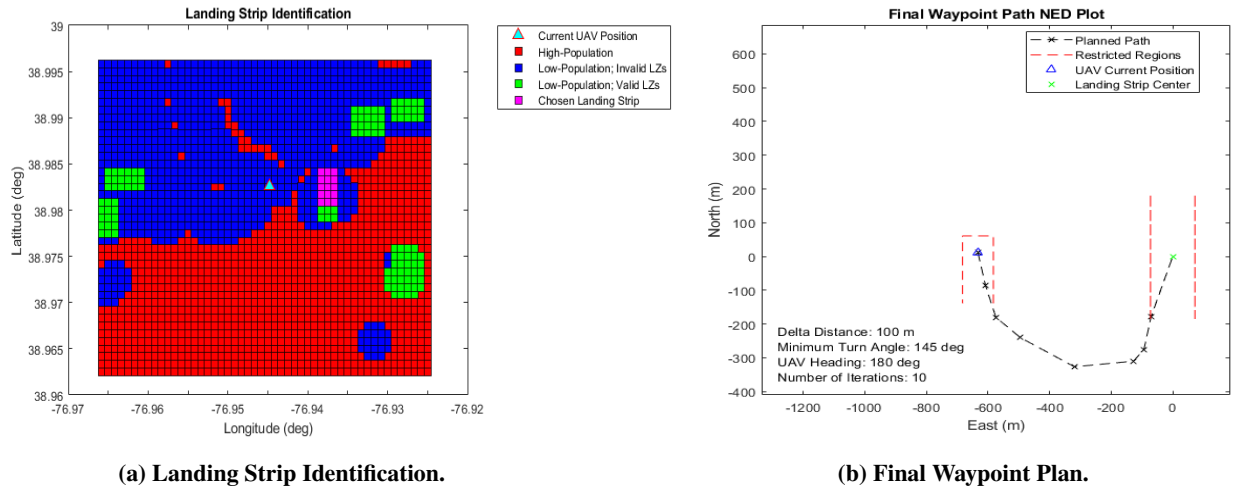 Landing Strip Identification
39
38.995
38.99
38.985
38.98
38.975
38.97
38.965
38.96
Latitude (deg)
-76.97
-76.96
-76.95
-76.94
-76.93
-76.92
Longitude (deg)
Current UAV Position
High-Population
Low-Population; Invalid LZs
Low-Population; Valid LZs
Chosen Landing Strip
(a) Landing Strip Identification.
Final Waypoint Path NED Plot
600
500
400
300
200
100
0
-100
-200
-300
-400
North (m)
-1200
-1000
-800
-600
-400
-200
0
East (m)
Planned Path
Restricted Regions
UAV Current Position
Landing Strip Center
Delta Distance: 100 m
Minimum Turn Angle: 145 deg
UAV Heading: 180 deg
Number of Iterations: 10
(b) Final Waypoint Plan.